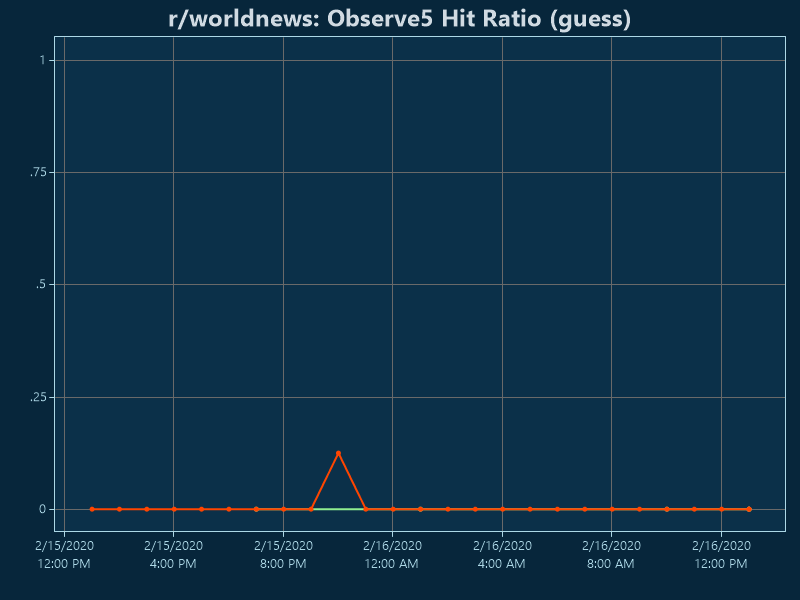 r/worldnews: Observe5 Hit Ratio (guess)
1
.75
.5
.25
0
2/15/2020 2/15/2020 2/15/2020 2/16/2020 2/16/2020 2/16/2020 2/16/2020
12:00 PM 4:00 PM 8:00 PM 12:00 AM 4:00 AM 8:00 AM 12:00 PM